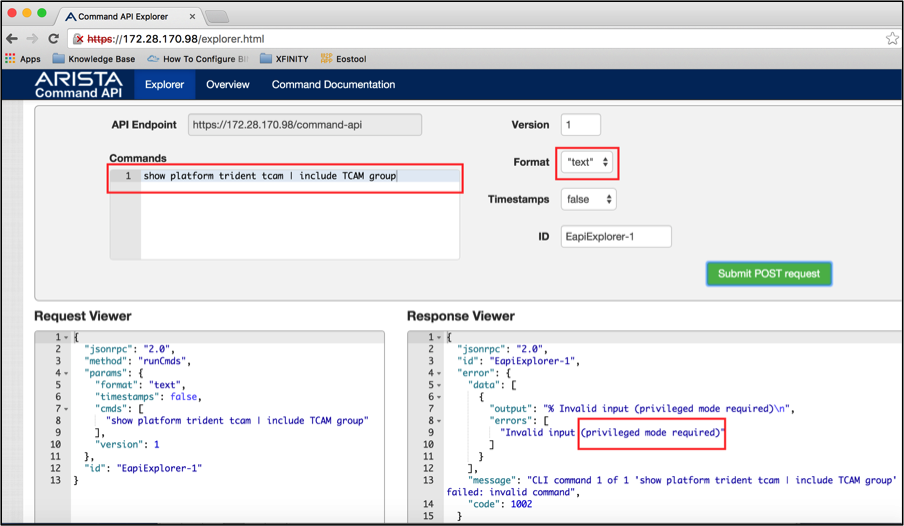 Command API Explorer
https://172.28.170.98/explorer.html
Apps Knowledge Base How To Configure BI XFINITY Eostool
ARISTA
Command API
Explorer Overview Command Documentation
API Endpoint https://172.28.170.98/command-api
Version 1
Commands
1 show platform trident tcam | include TCAM group
Format "text"
Timestamps false
ID EapiExplorer-1
Submit POST request
Request Viewer
1 {
2 "jsonrpc": "2.0",
3 "method": "runCmds",
4 "params": {
5 "format": "text",
6 "timestamps": false,
7 "cmds": [
8 "show platform trident tcam | include TCAM group"
9 ],
10 "version": 1
11 },
12 "id": "EapiExplorer-1"
13 }
Response Viewer
1 {
2 "jsonrpc": "2.0",
3 "id": "EapiExplorer-1",
4 "error": {
5 "data": [
6 {
7 "output": "% Invalid input (privileged mode required)\n",
8 "errors": [
9 "Invalid input (privileged mode required)"
10 ]
11 }
12 ],
13 "message": "CLI command 1 of 1 'show platform trident tcam | include TCAM group'
failed: invalid command",
14 "code": 1002
15 }